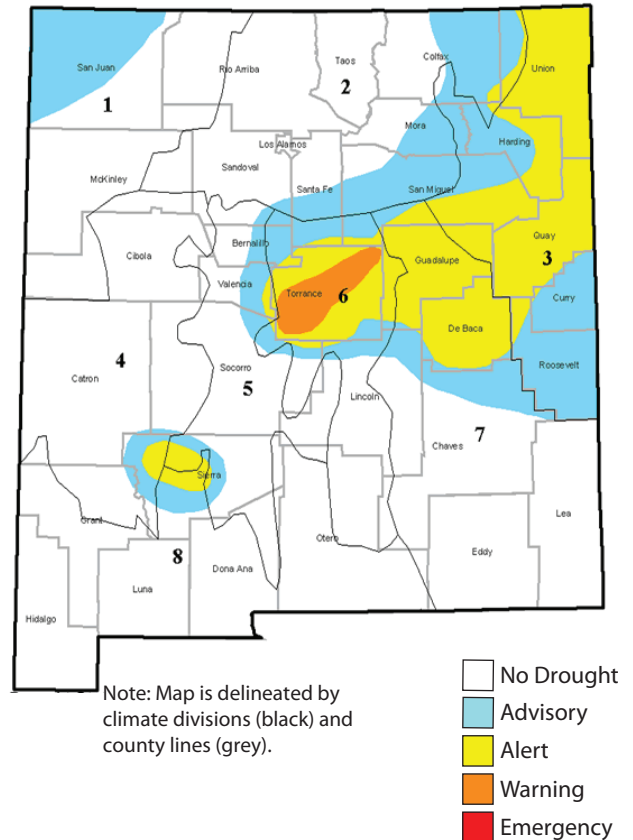 San Juan
1
Rio Arriba
Taos
2
Colfax
Union
Mora
Harding
Los Alamos
Sandoval
Santa Fe
San Miguel
McKinley
Bernalillo
Cibola
Valencia
Guadalupe
Quay
3
Torrance
6
Curry
De Baca
Roosevelt
4
Catron
Socorro
5
Lincoln
7
Chaves
Sierra
Grant
Otero
Lea
Eddy
8
Dona Ana
Luna
Hidalgo
Note: Map is delineated by
climate divisions (black) and
county lines (grey).
No Drought
Advisory
Alert
Warning
Emergency